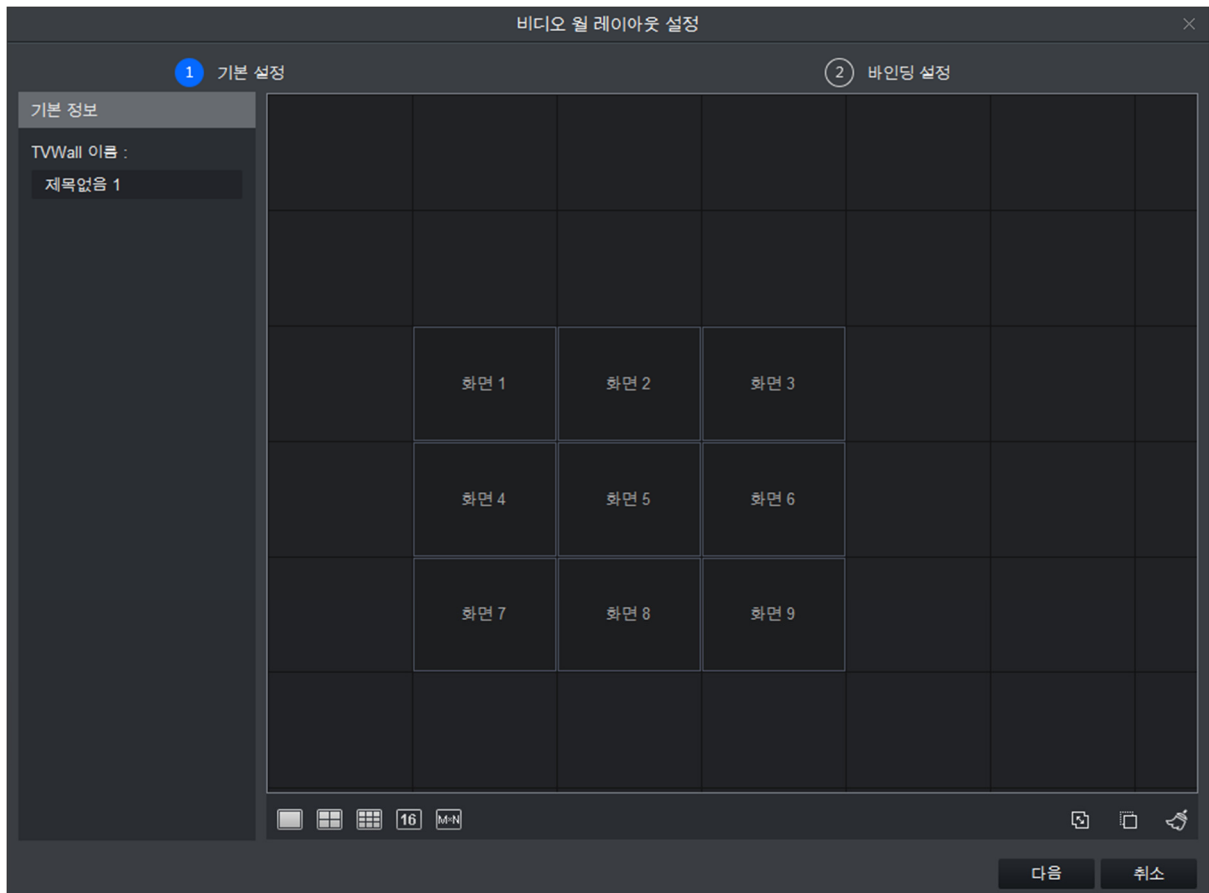 비디오 월 레이아웃 설정
1 기본 설정
2 바인딩 설정
기본 정보
TVWall 이름 :
제목없음 1
화면 1 화면 2 화면 3
화면 4 화면 5 화면 6
화면 7 화면 8 화면 9
16 M×N
다음 취소